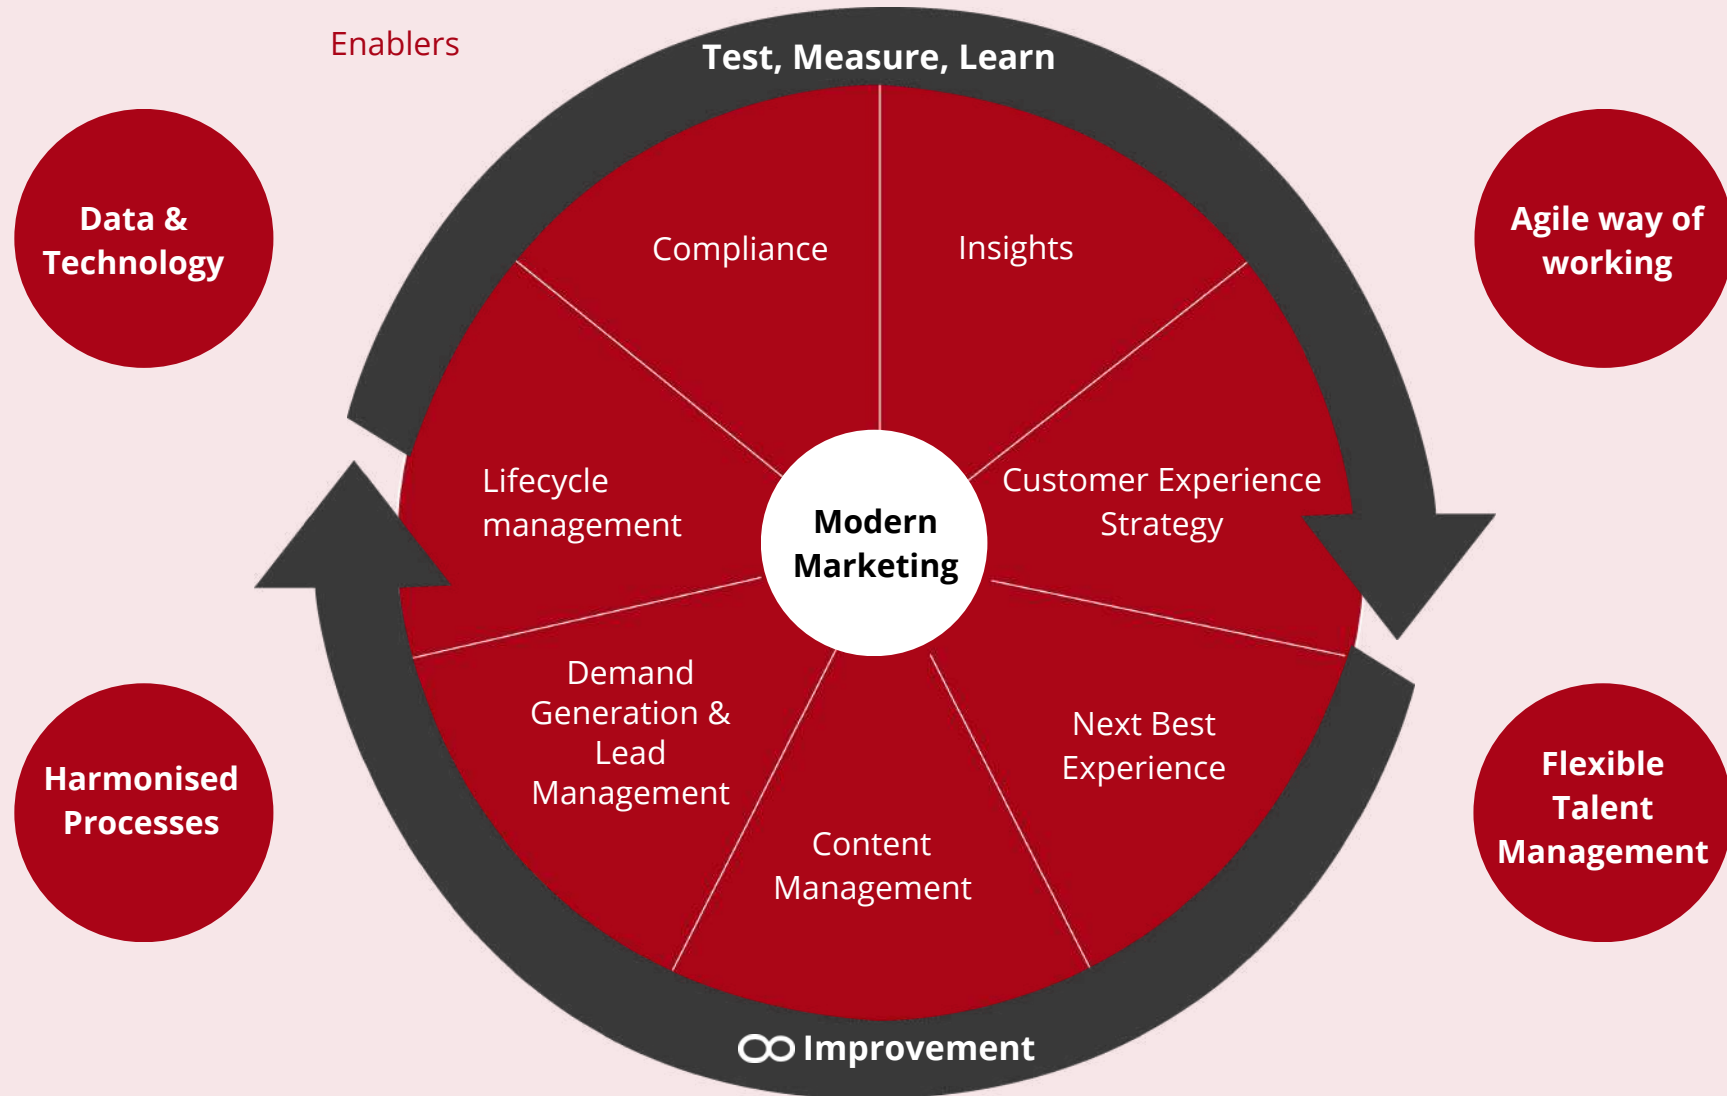 Enablers
Test, Measure, Learn
Data &
Technology
Agile way of
working
Compliance
Insights
Lifecycle
management
Customer Experience
Strategy
Modern
Marketing
Demand
Generation &
Lead
Management
Next Best
Experience
Content
Management
Harmonised
Processes
Flexible
Talent
Management
∞ Improvement